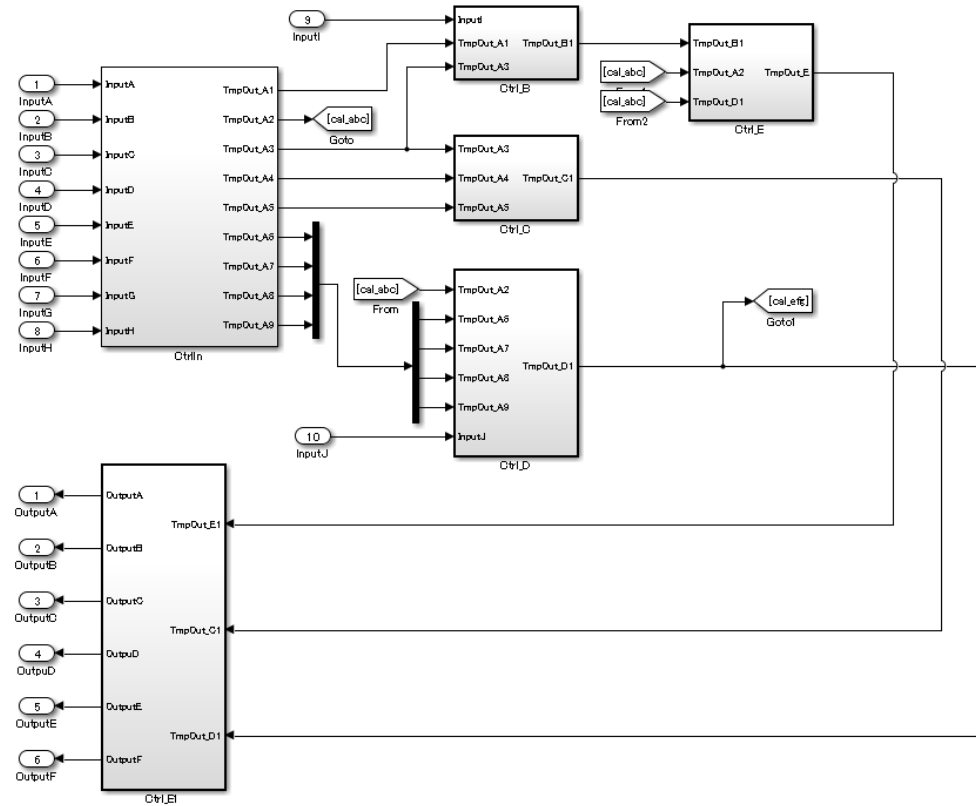 9
InputI
InputI
TmpOut_A1
TmpOut_A3
TmpOut_B1
Ctrl_B
TmpOut_B1
TmpOut_A2
TmpOut_D1
TmpOut_E
Ctrl_E
[cal_abc]
[cal_abc]
From2
1
InputA
2
InputB
3
InputC
4
InputD
5
InputE
6
InputF
7
InputG
8
InputH
InputA
InputB
InputC
InputD
InputE
InputF
InputG
InputH
TmpOut_A1
TmpOut_A2
TmpOut_A3
TmpOut_A4
TmpOut_A5
TmpOut_A6
TmpOut_A7
TmpOut_A8
TmpOut_A9
CtrlIn
[cal_abc]
Goto
TmpOut_A3
TmpOut_A4
TmpOut_A5
TmpOut_C1
Ctrl_C
[cal_abc]
From
TmpOut_A2
TmpOut_A6
TmpOut_A7
TmpOut_A8
TmpOut_A9
InputJ
TmpOut_D1
Ctrl_D
10
InputJ
[cal_efg]
Goto1
1
OutputA
2
OutputB
3
OutputC
4
OutpuD
5
OutputE
6
OutputF
OutputA
OutputB
OutputC
OutpuD
OutputE
OutputF
TmpOut_E1
TmpOut_C1
TmpOut_D1
Ctrl_E1